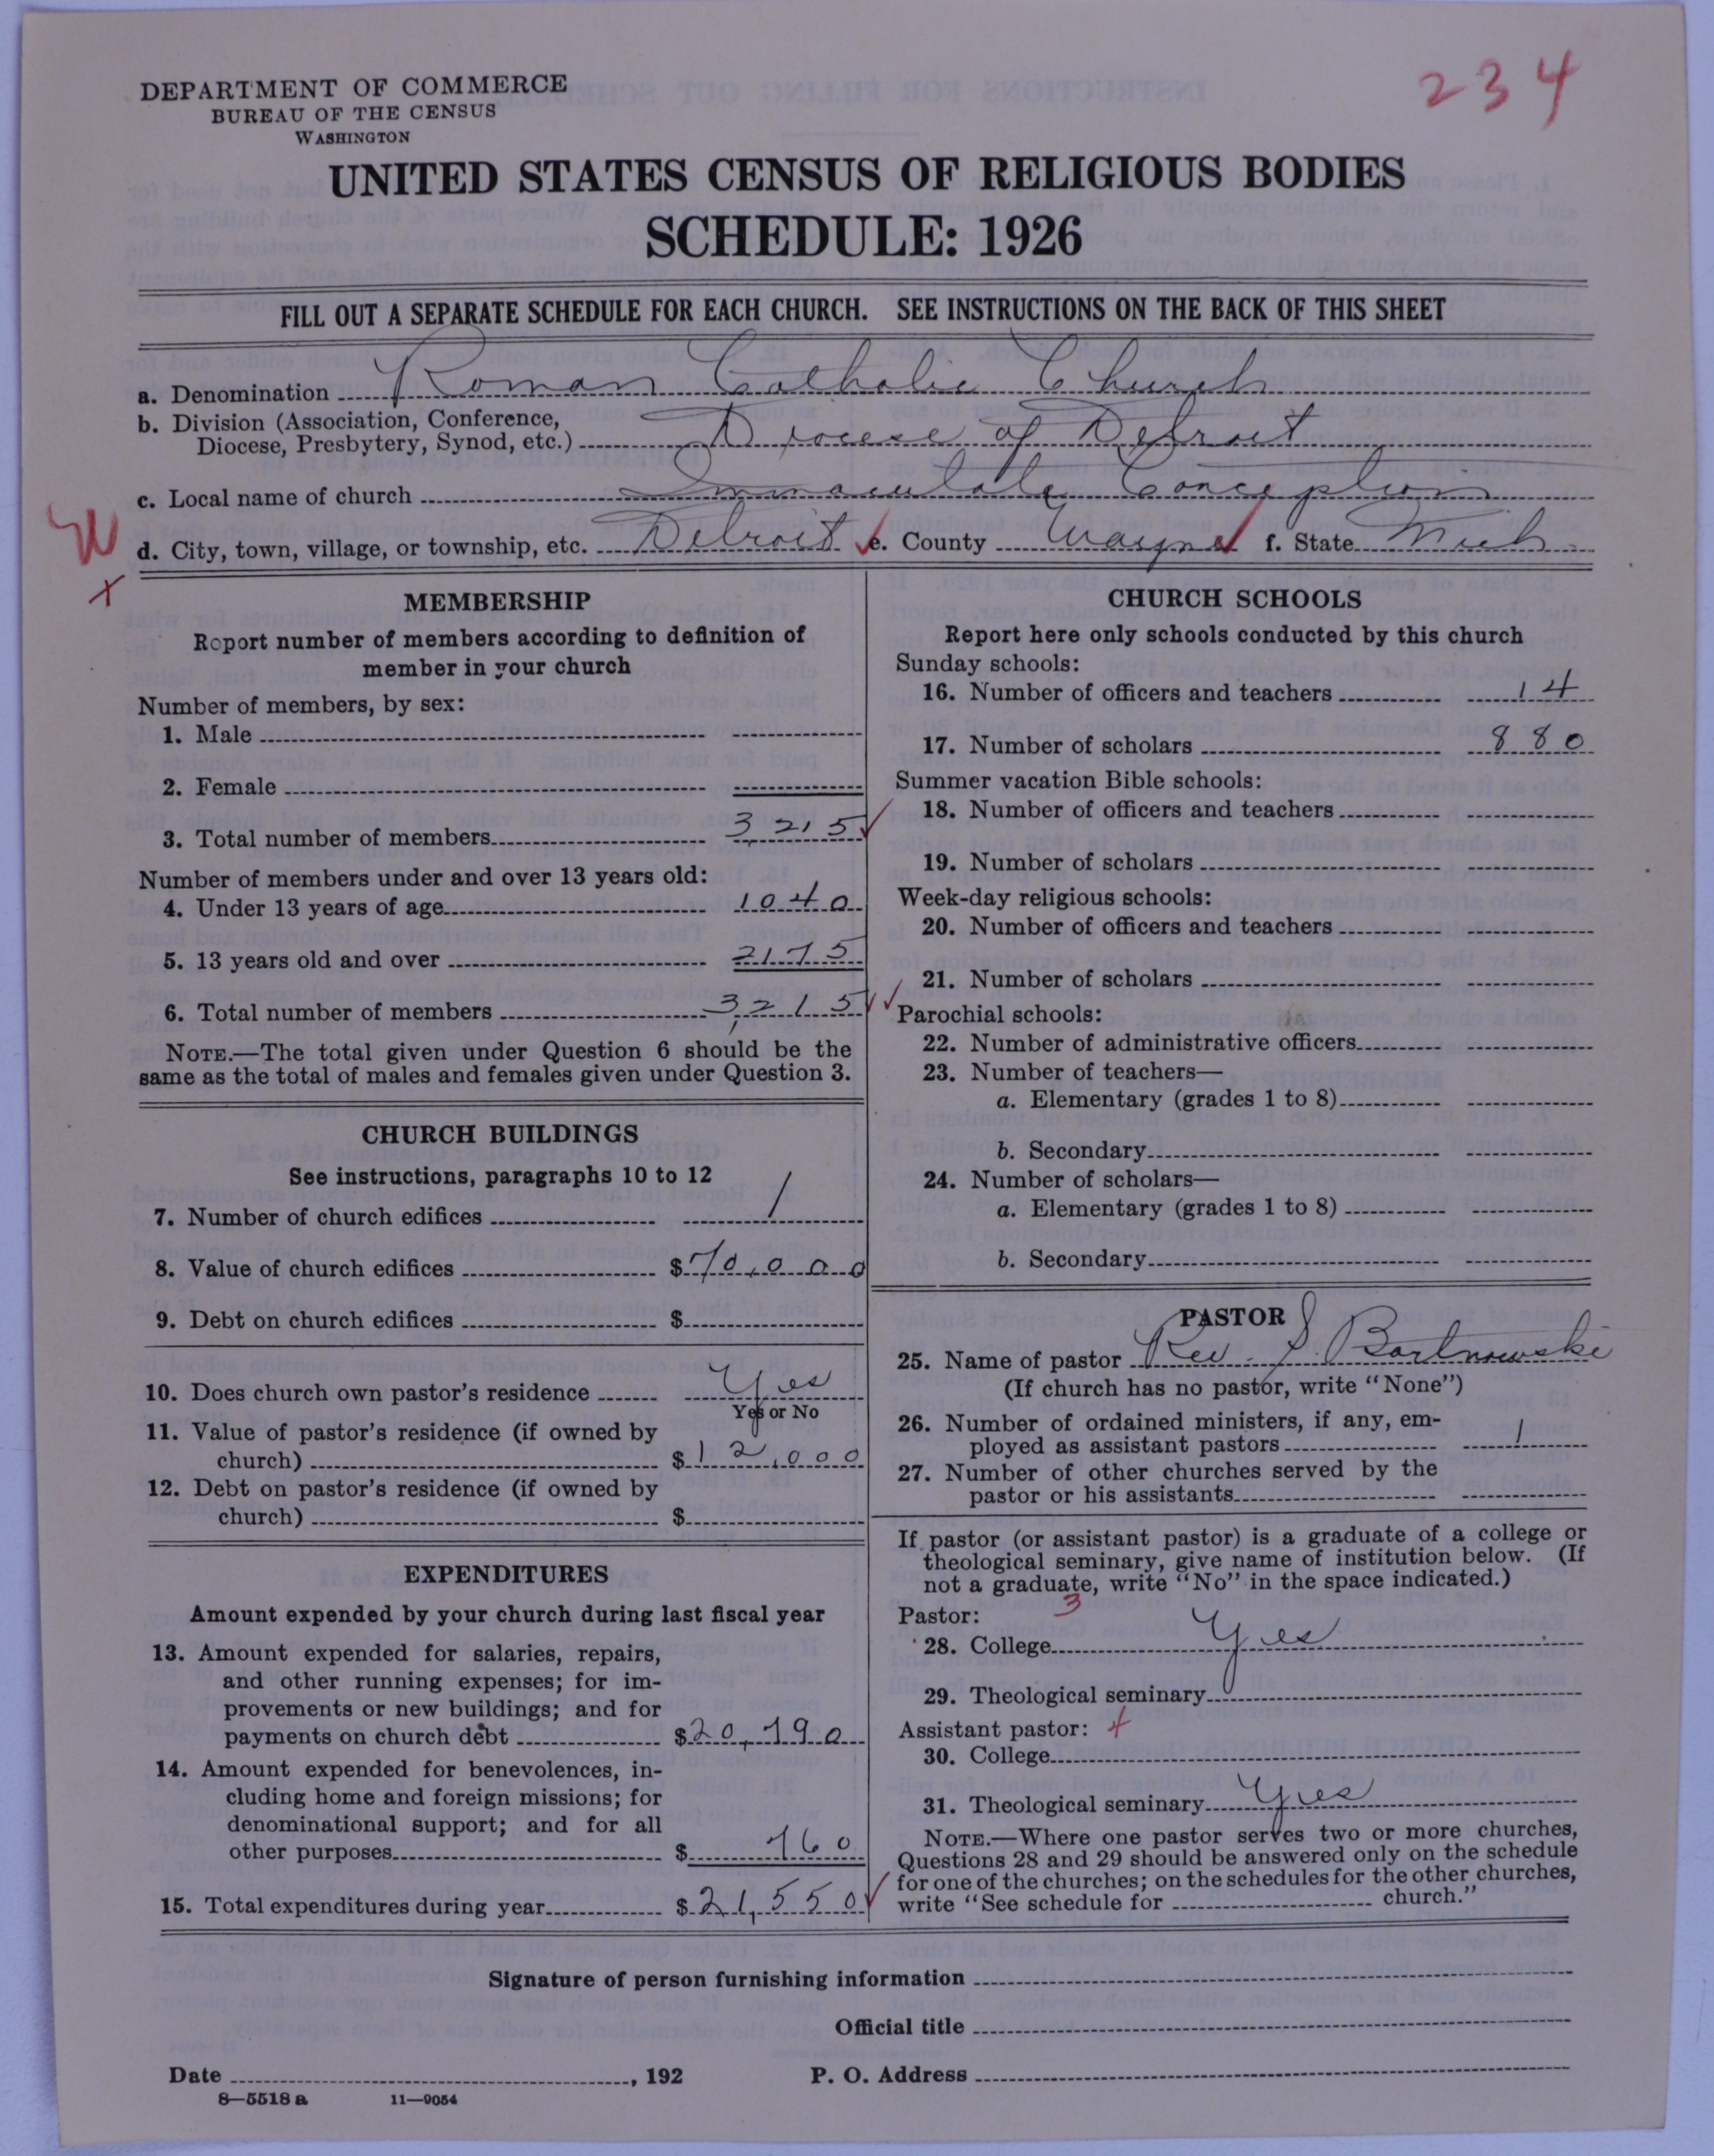 234
DEPARTMENT OF COMMERCE
BUREAU OF THE CENSUS
WASHINGTON
UNITED STATES CENSUS OF RELIGIOUS BODIES
SCHEDULE: 1926
FILL OUT A SEPARATE SCHEDULE FOR EACH CHURCH. SEE INSTRUCTIONS ON THE BACK OF THIS SHEET
a. Denomination Roman Catholic Church
b. Division (Association, Conference,
Diocese, Presbytery, Synod, etc.) Diocese of Detroit
c. Local name of church Immaculate Conception
W
d. City, town, village, or township, etc. Detroit e. County Wayne f. State Mich.
x
MEMBERSHIP
Report number of members according to definition of
member in your church
Number of members, by sex:
1. Male
2. Female
3. Total number of members 3,215
Number of members under and over 13 years old:
4. Under 13 years of age 1040
5. 13 years old and over 2175
6. Total number of members 3,215
NOTE.—The total given under Question 6 should be the
same as the total of males and females given under Question 3.
CHURCH BUILDINGS
See instructions, paragraphs 10 to 12
7. Number of church edifices 1
8. Value of church edifices $70,000
9. Debt on church edifices $
10. Does church own pastor's residence Yes
Yes or No
11. Value of pastor's residence (if owned by
church) $12,000
12. Debt on pastor's residence (if owned by
church) $
EXPENDITURES
Amount expended by your church during last fiscal year
13. Amount expended for salaries, repairs,
and other running expenses; for im-
provements or new buildings; and for
payments on church debt $20,790
14. Amount expended for benevolences, in-
cluding home and foreign missions; for
denominational support; and for all
other purposes $760
15. Total expenditures during year $21,550
CHURCH SCHOOLS
Report here only schools conducted by this church
Sunday schools:
16. Number of officers and teachers 14
17. Number of scholars 880
Summer vacation Bible schools:
18. Number of officers and teachers
19. Number of scholars
Week-day religious schools:
20. Number of officers and teachers
21. Number of scholars
Parochial schools:
22. Number of administrative officers
23. Number of teachers—
a. Elementary (grades 1 to 8)
b. Secondary
24. Number of scholars—
a. Elementary (grades 1 to 8)
b. Secondary
PASTOR
25. Name of pastor Rev. S. Bortnowski
(If church has no pastor, write "None")
26. Number of ordained ministers, if any, em-
ployed as assistant pastors 1
27. Number of other churches served by the
pastor or his assistants
If pastor (or assistant pastor) is a graduate of a college or
theological seminary, give name of institution below. (If
not a graduate, write "No" in the space indicated.)
Pastor: 3
28. College Yes
29. Theological seminary
Assistant pastor: 4
30. College
31. Theological seminary Yes
NOTE.—Where one pastor serves two or more churches,
Questions 28 and 29 should be answered only on the schedule
for one of the churches; on the schedules for the other churches,
write "See schedule for church."
Signature of person furnishing information
Official title
Date , 192 P. O. Address
8—5518 a 11—9054